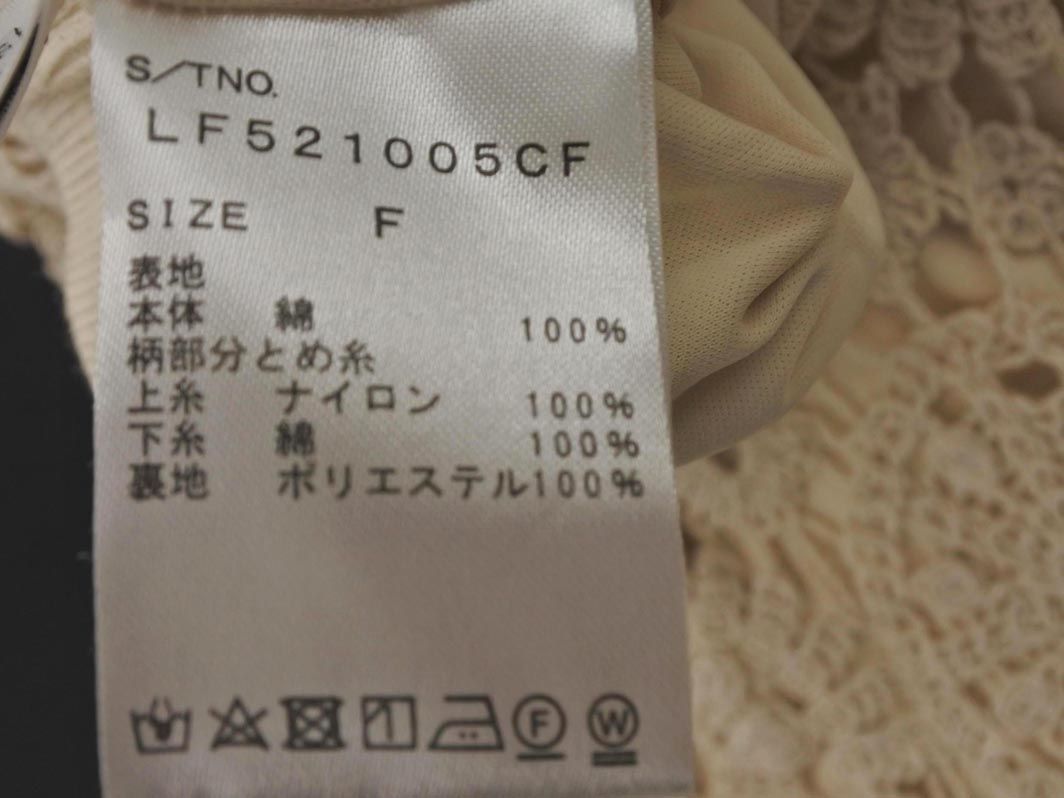 S/TNO.
LF521005CF
SIZE F
表地
本体 綿 100%
柄部分とめ糸
上糸 ナイロン 100%
下糸 綿 100%
裏地 ポリエステル100%
F W